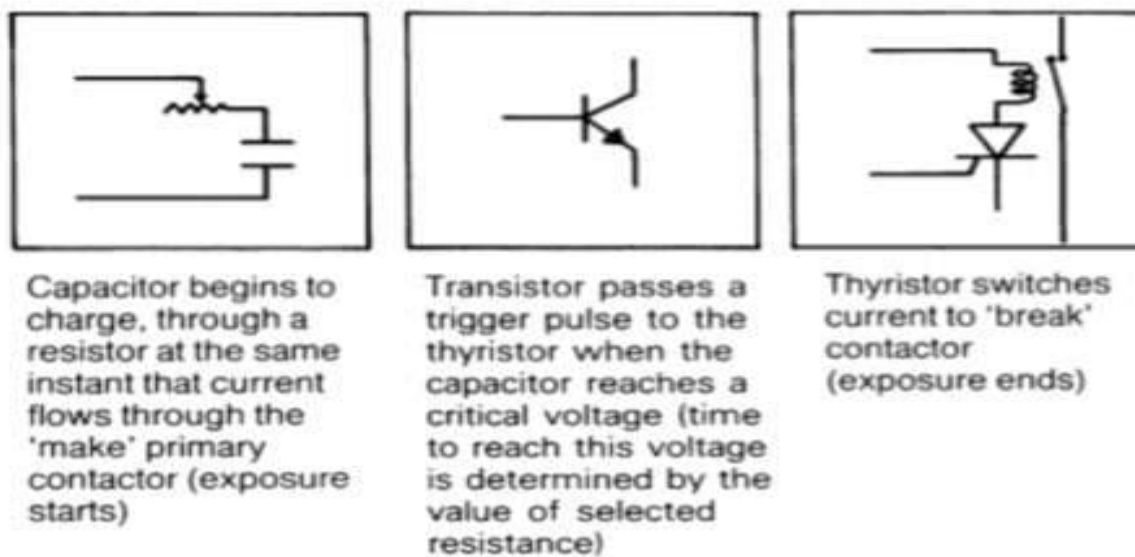 Capacitor begins to
charge, through a
resistor at the same
instant that current
flows through the
'make' primary
contactor (exposure
starts)
Transistor passes a
trigger pulse to the
thyristor when the
capacitor reaches a
critical voltage (time
to reach this voltage
is determined by the
value of selected
resistance)
Thyristor switches
current to 'break'
contactor
(exposure ends)